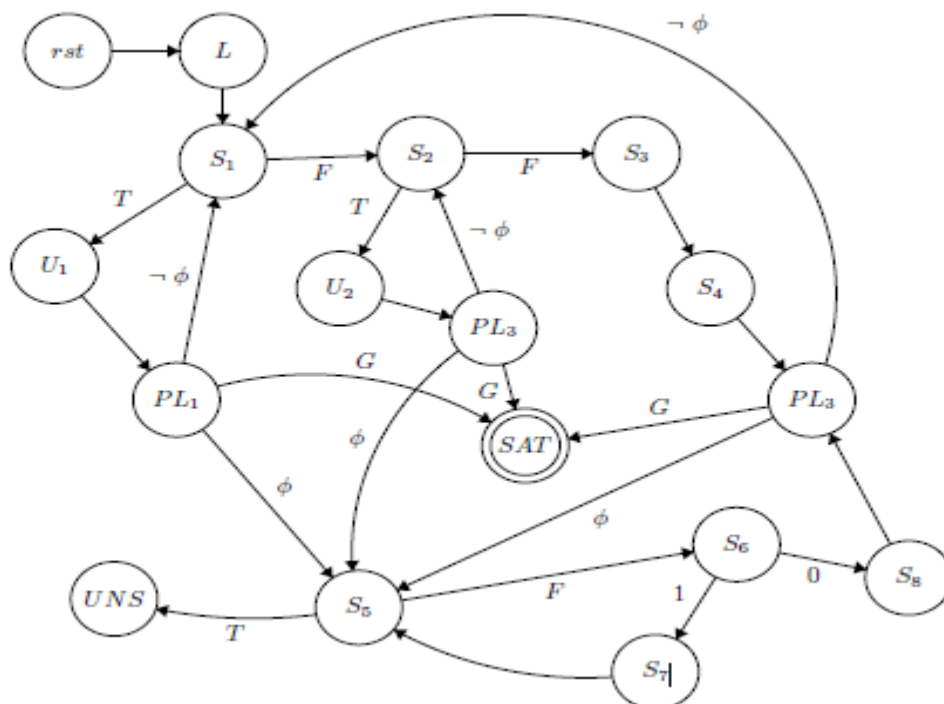 ¬ ϕ
rst
L
S₁
F
S₂
F
S₃
T
T
¬ ϕ
U₁
¬ ϕ
U₂
S₄
PL₃
G
G
PL₁
G
PL₃
ϕ
SAT
ϕ
ϕ
S₆
0
S₈
F
1
UNS
T
S₅
S₇